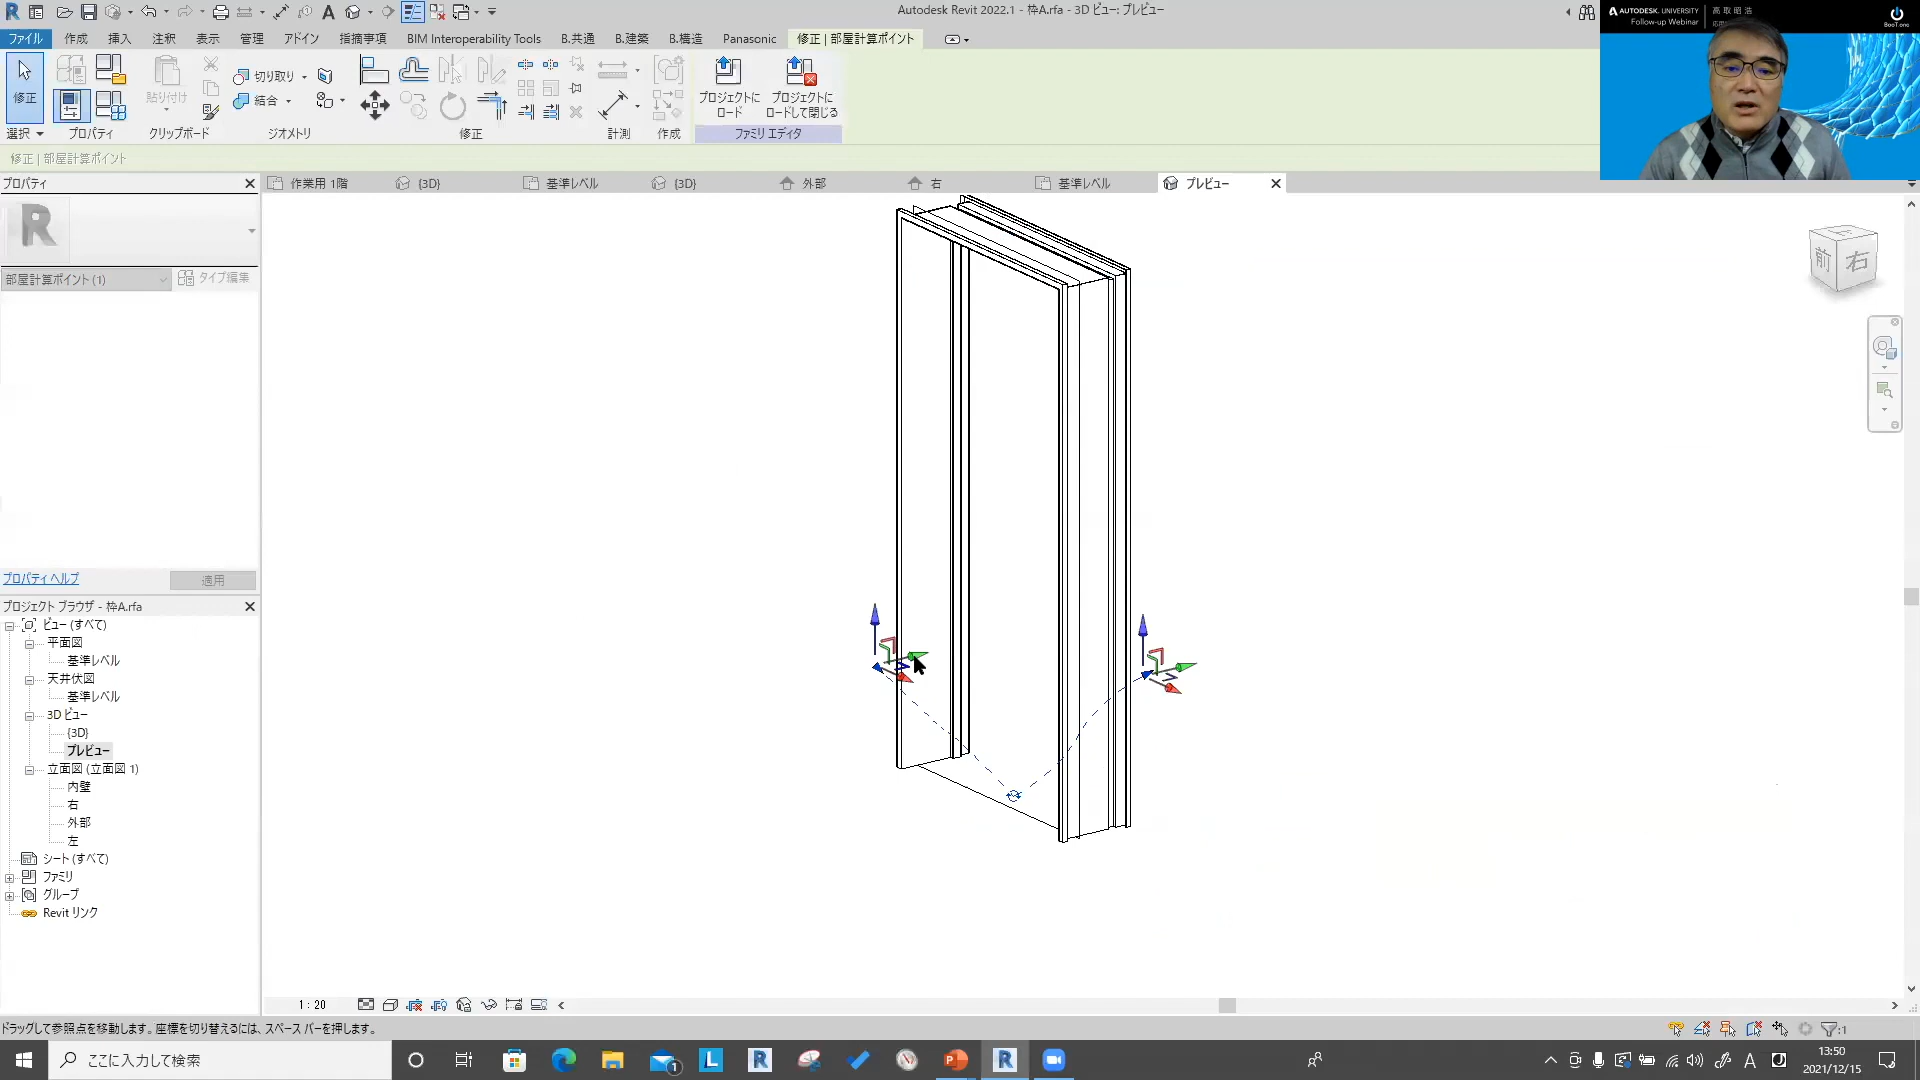 Autodesk Revit 2022.1 - 枠A.rfa - 3D ビュー: プレビュー
AUTODESK UNIVERSITY
Follow-up Webinar
高取昭浩
BooT.one
ファイル 作成 挿入 注釈 表示 管理 アドイン 指摘事項 BIM Interoperability Tools B.共通 B.建築 B.構造 Panasonic 修正 | 部屋計算ポイント
修正
貼り付け
切り取り
結合
プロジェクトに
ロード
プロジェクトに
ロードして閉じる
選択 プロパティ クリップボード ジオメトリ 修正 計測 作成 ファミリ エディタ
修正 | 部屋計算ポイント
プロパティ
作業用 1階 {3D} 基準レベル {3D} 外部 右 基準レベル プレビュー
R
部屋計算ポイント (1)
タイプ編集
前
右
上
プロパティ ヘルプ
適用
プロジェクト ブラウザ - 枠A.rfa
ビュー (すべて)
平面図
基準レベル
天井伏図
基準レベル
3D ビュー
{3D}
プレビュー
立面図 (立面図 1)
内壁
右
外部
左
シート (すべて)
ファミリ
グループ
Revit リンク
1 : 20
ドラッグして参照点を移動します。座標を切り替えるには、スペース バーを押します。
:1
ここに入力して検索
1
L
R
P
R
A
13:50
2021/12/15